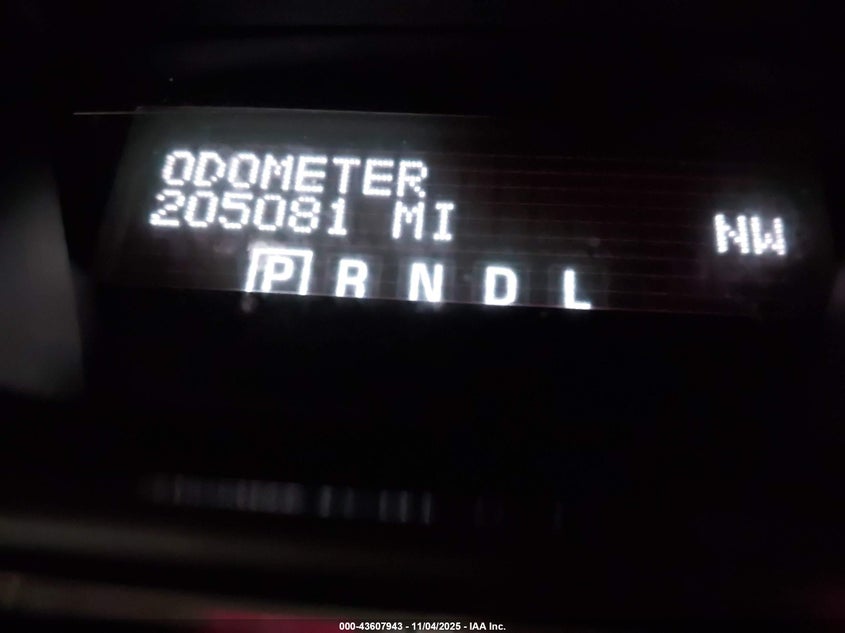 ODOMETER
205081 MI
NW
P R N D L
000-43607943 - 11/04/2025 - IAA Inc.